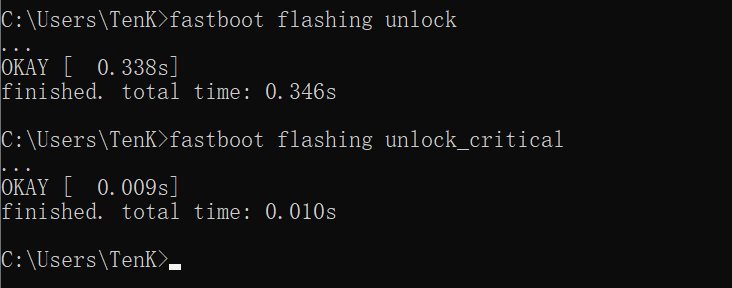 C:\Users\TenK>fastboot flashing unlock
...
OKAY [  0.338s]
finished. total time: 0.346s
C:\Users\TenK>fastboot flashing unlock_critical
...
OKAY [  0.009s]
finished. total time: 0.010s
C:\Users\TenK>